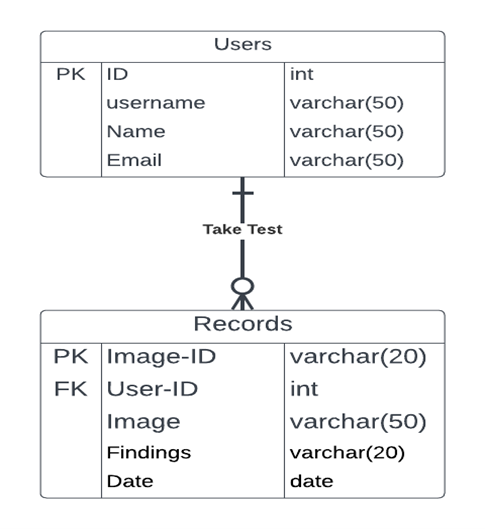 Users
PK ID int
username varchar(50)
Name varchar(50)
Email varchar(50)
Take Test
Records
PK Image-ID varchar(20)
FK User-ID int
Image varchar(50)
Findings varchar(20)
Date date